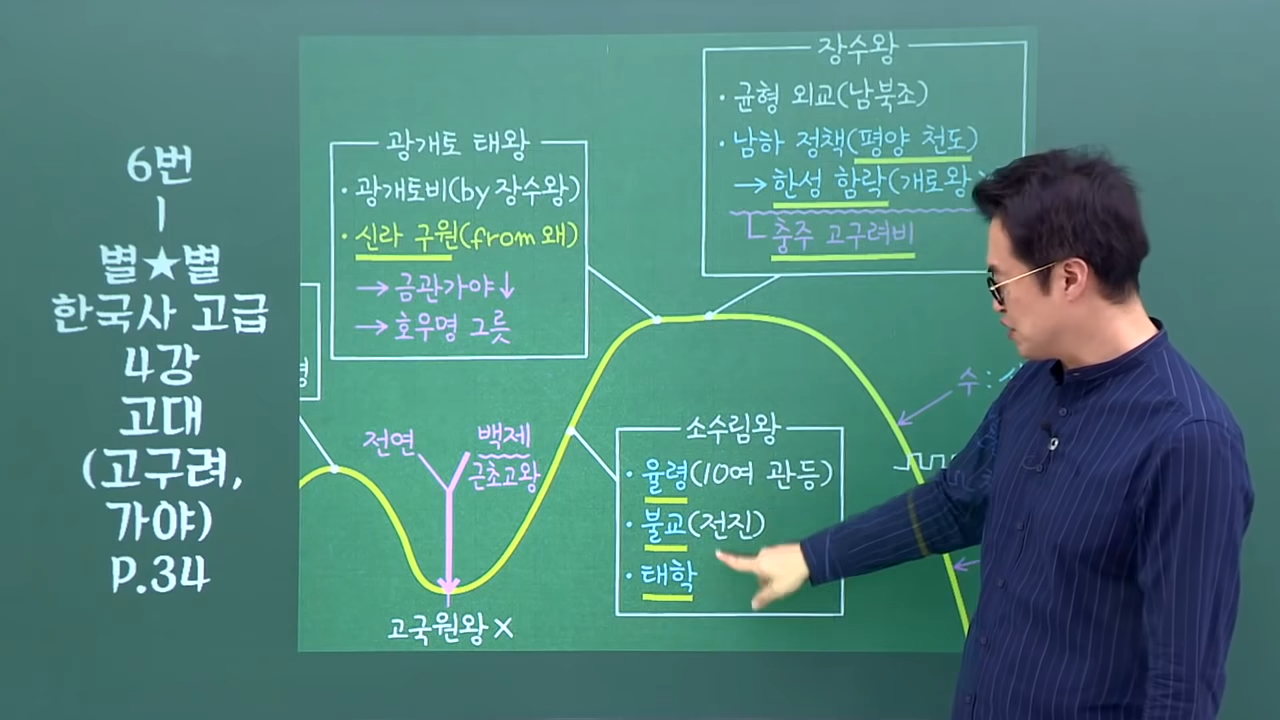 6번
별★별
한국사 고급
4강
고대
(고구려,
가야)
P.34
광개토 태왕
· 광개토비(by 장수왕)
· 신라 구원(from 왜)
→ 금관가야↓
→ 호우명 그릇
장수왕
· 균형 외교(남북조)
· 남하 정책(평양 천도)
→ 한성 함락(개로왕
충주 고구려비
전연
백제
근초고왕
고국원왕 X
소수림왕
· 율령(10여 관등)
· 불교(전진)
· 태학
수: